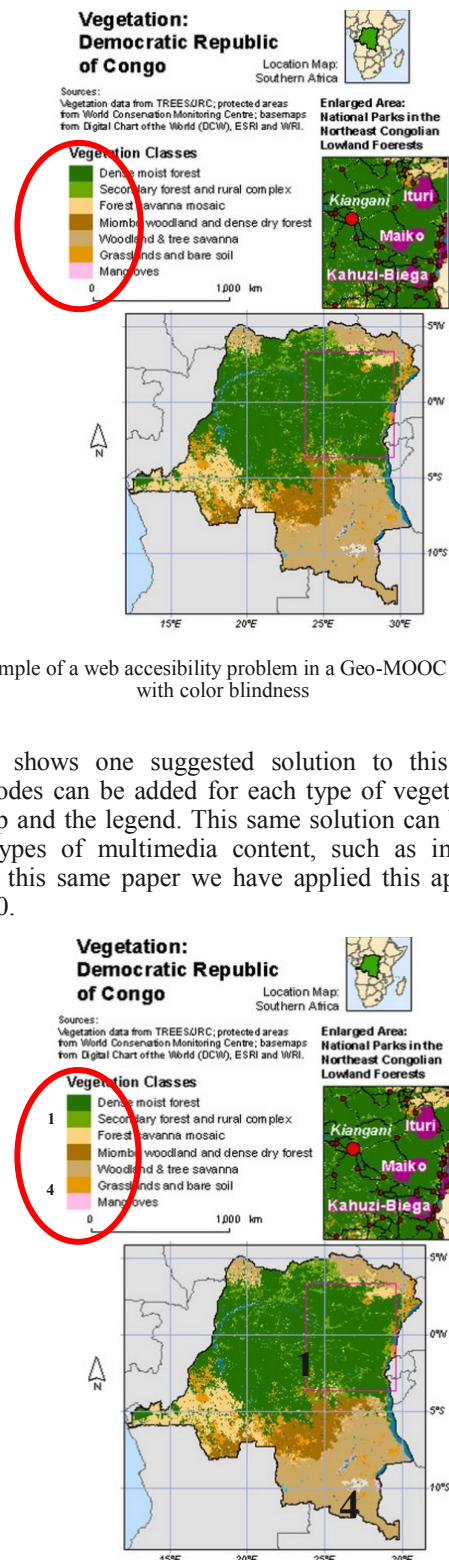 Vegetation:
Democratic Republic
of Congo
Location Map:
Southern Africa
Sources:
Vegetation data from TREES/JRC; protected areas
from World Conservation Monitoring Centre; basemaps
from Digital Chart of the World (DCW), ESRI and WRI.
Enlarged Area:
National Parks in the
Northeast Congolian
Lowland Foerests
Vegetation Classes
Dense moist forest
Secondary forest and rural complex
Forest savanna mosaic
Miombo woodland and dense dry forest
Woodland & tree savanna
Grasslands and bare soil
Mangroves
0 1,000 km
Kiangani
Ituri
Maiko
Kahuzi-Biega
5°N
0°N
5°S
10°S
N
15°E 20°E 25°E 30°E
mple of a web accesibility problem in a Geo-MOOC
with color blindness
shows one suggested solution to this
odes can be added for each type of veget
p and the legend. This same solution can
ypes of multimedia content, such as in
this same paper we have applied this ap
0.
Vegetation:
Democratic Republic
of Congo
Location Map:
Southern Africa
Sources:
Vegetation data from TREES/JRC; protected areas
from World Conservation Monitoring Centre; basemaps
from Digital Chart of the World (DCW), ESRI and WRI.
Enlarged Area:
National Parks in the
Northeast Congolian
Lowland Foerests
Vegetation Classes
Dense moist forest
1 Secondary forest and rural complex
Forest savanna mosaic
Miombo woodland and dense dry forest
Woodland & tree savanna
4 Grasslands and bare soil
Mangroves
0 1,000 km
Kiangani
Ituri
Maiko
Kahuzi-Biega
5°N
0°N
1
5°S
10°S
4
N
15°E 20°E 25°E 30°E